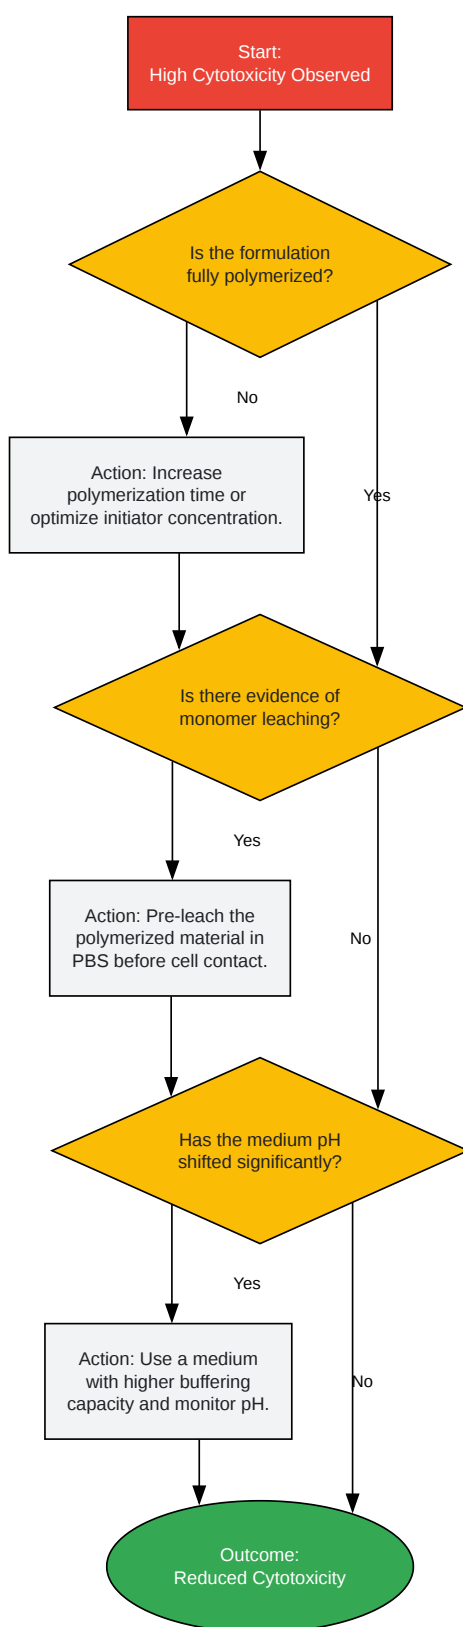 Start:
High Cytotoxicity Observed
Is the formulation
fully polymerized?
No
Action: Increase
polymerization time or
optimize initiator concentration.
Yes
Is there evidence of
monomer leaching?
Yes
Action: Pre-leach the
polymerized material in
PBS before cell contact.
No
Has the medium pH
shifted significantly?
Yes
Action: Use a medium
with higher buffering
capacity and monitor pH.
No
Outcome:
Reduced Cytotoxicity